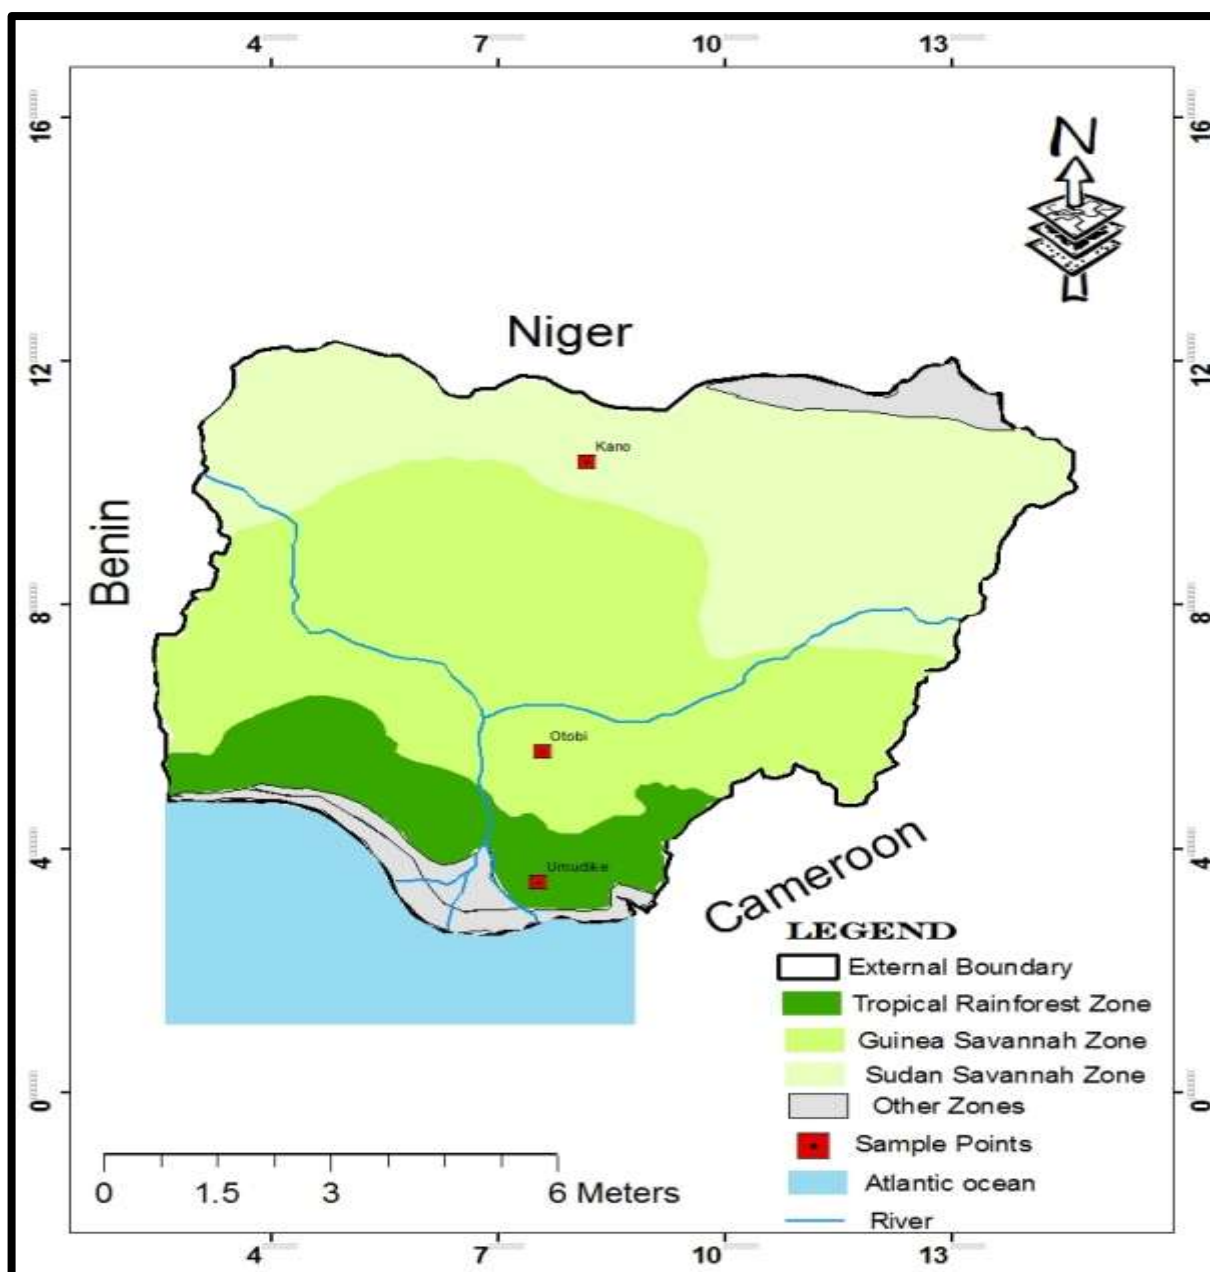 4 7 10 13
16 16
N
Niger
12 12
Kano
Benin
8 8
Otobi
4 4
Umudike
Cameroon
LEGEND
External Boundary
Tropical Rainforest Zone
Guinea Savannah Zone
Sudan Savannah Zone
0 0
Other Zones
Sample Points
0 1.5 3 6 Meters
Atlantic ocean
River
4 7 10 13